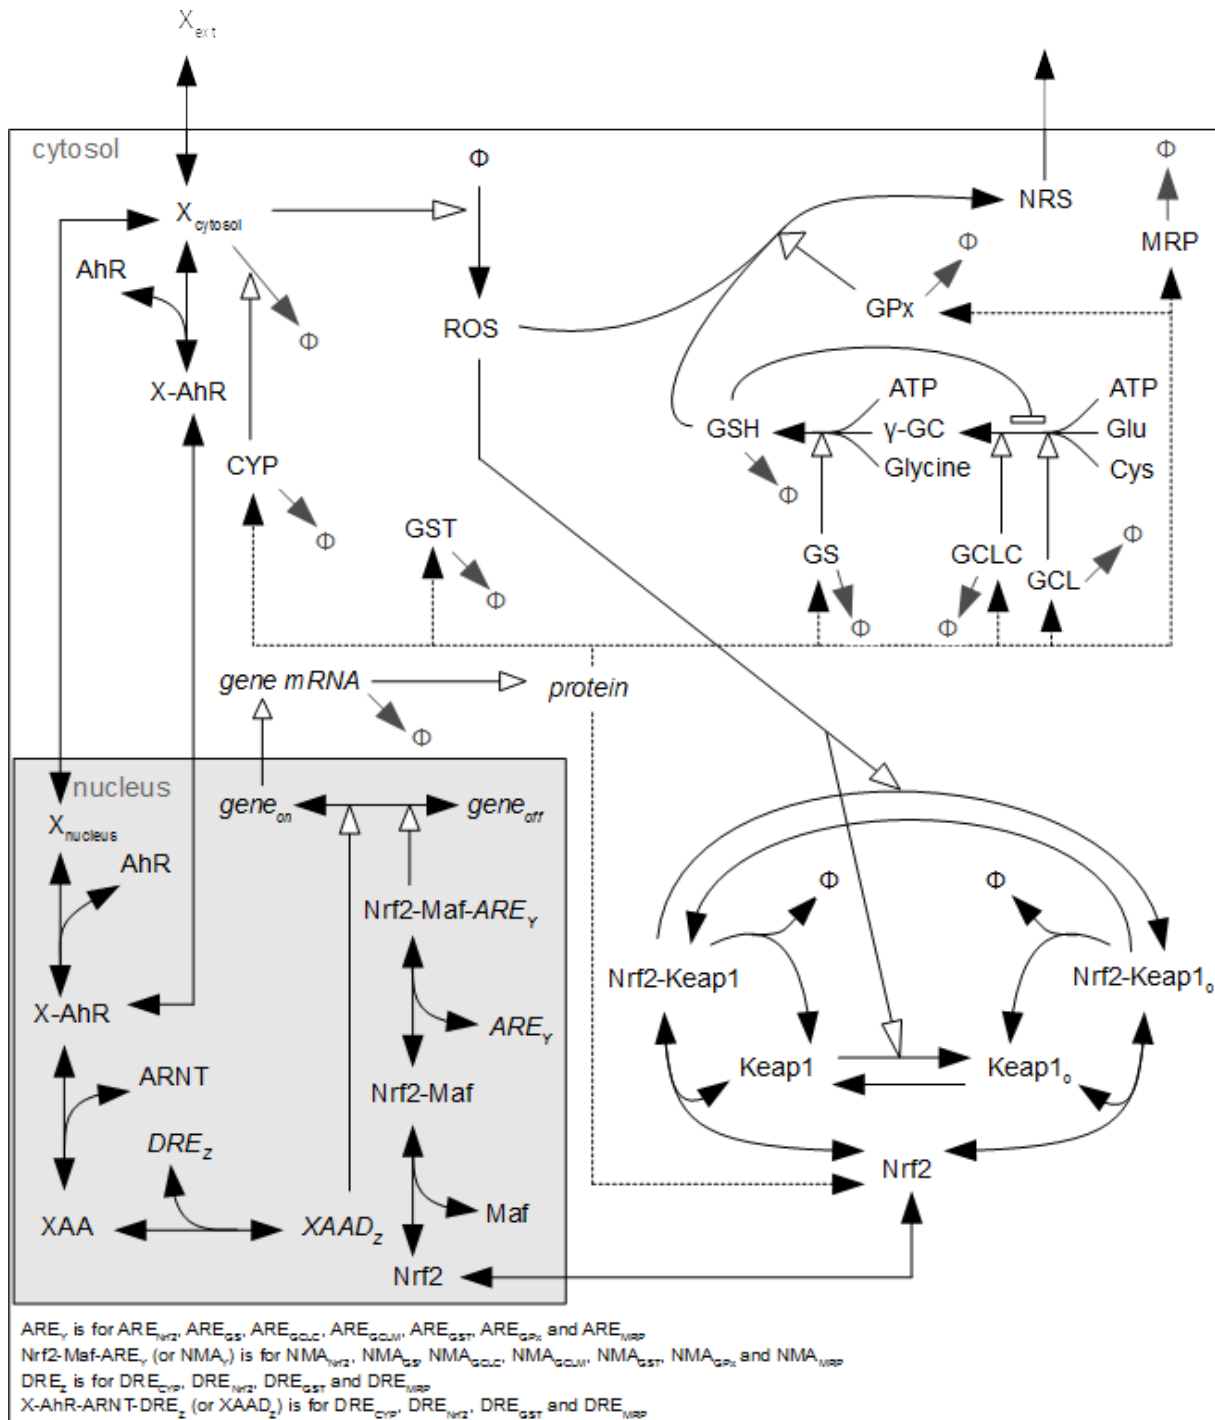 X_ext
cytosol
Φ
X_cytosol
NRS
Φ
MRP
AhR
Φ
GPx
ROS
Φ
X-AhR
ATP
ATP
GSH
γ-GC
Glu
CYP
Glycine
Cys
Φ
Φ
GST
Φ
GS
GCLC
GCL
Φ
Φ
Φ
gene mRNA
protein
Φ
nucleus
gene_on
gene_off
X_nucleus
AhR
Φ
Φ
Nrf2-Maf-ARE_Y
Nrf2-Keap1
Nrf2-Keap1_o
X-AhR
ARE_Y
Keap1
Keap1_o
ARNT
Nrf2-Maf
DRE_Z
Nrf2
XAA
XAAD_Z
Maf
Nrf2
ARE_Y is for ARE_Nrf2, ARE_GS, ARE_GCLC, ARE_GCLM, ARE_GST, ARE_GPx and ARE_MRP
Nrf2-Maf-ARE_Y (or NMA_Y) is for NMA_Nrf2, NMA_GS, NMA_GCLC, NMA_GCLM, NMA_GST, NMA_GPx and NMA_MRP
DRE_Z is for DRE_CYP, DRE_Nrf2, DRE_GST and DRE_MRP
X-AhR-ARNT-DRE_Z (or XAAD_Z) is for DRE_CYP, DRE_Nrf2, DRE_GST and DRE_MRP